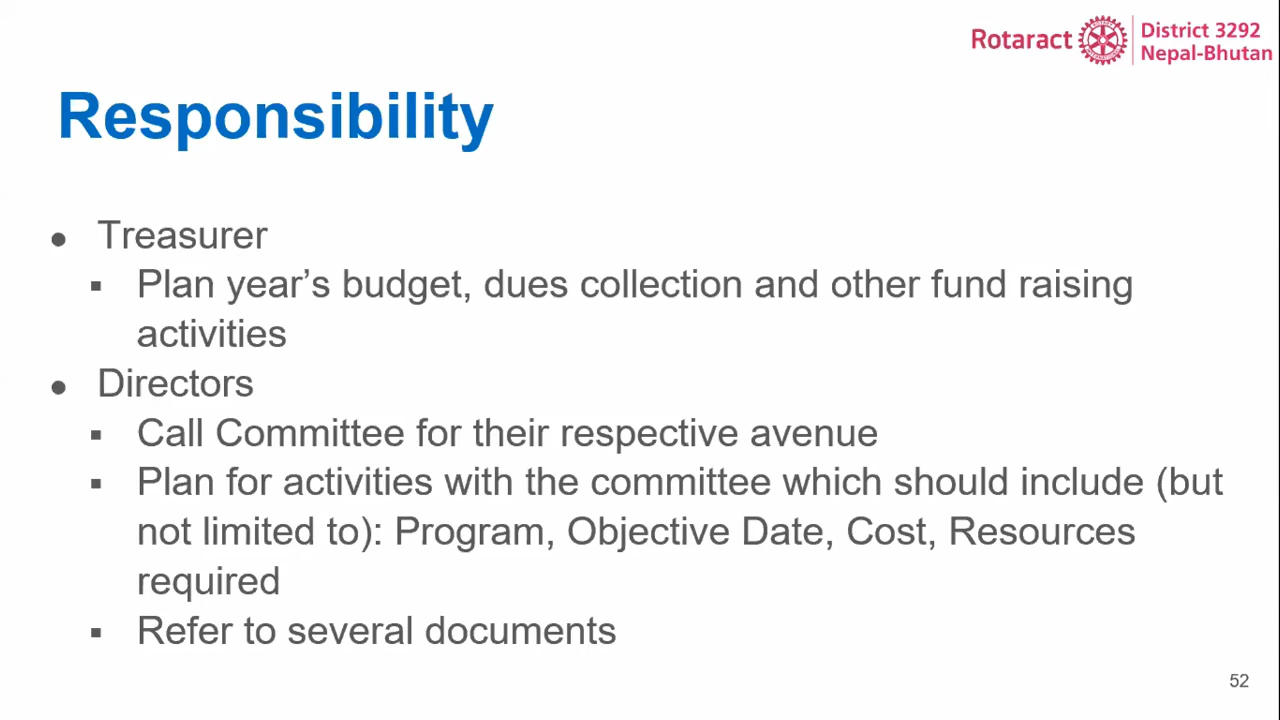 Rotaract
District 3292
Nepal-Bhutan
Responsibility
● Treasurer
▪ Plan year’s budget, dues collection and other fund raising
activities
● Directors
▪ Call Committee for their respective avenue
▪ Plan for activities with the committee which should include (but
not limited to): Program, Objective Date, Cost, Resources
required
▪ Refer to several documents
52